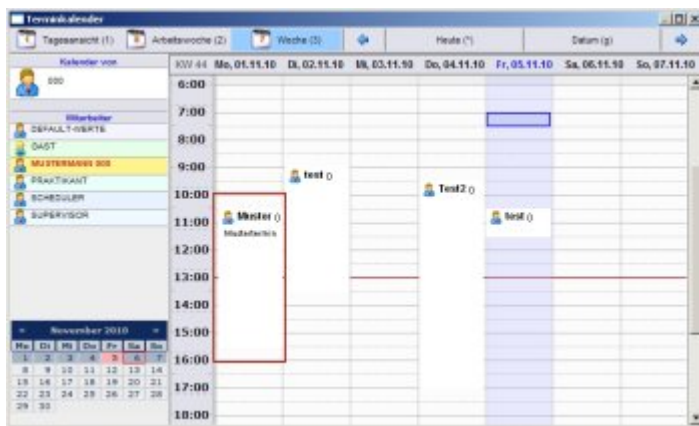 Terminkalender
Tagesansicht (1) Arbeitswoche (2) Woche (3) Heute (*) Datum (g)
Kalender von
000
Mitarbeiter
DEFAULT-WERTE
GAST
MUSTERMANN 000
PRAKTIKANT
SCHEDULER
SUPERVISOR
KW 44 Mo, 01.11.10 Di, 02.11.10 Mi, 03.11.10 Do, 04.11.10 Fr, 05.11.10 Sa, 06.11.10 So, 07.11.10
6:00
7:00
8:00
9:00
test ()
10:00
Test2 ()
11:00
Muster ()
Mustertermin
test ()
12:00
13:00
14:00
15:00
16:00
17:00
18:00
« November 2010 »
Mo Di Mi Do Fr Sa So
1 2 3 4 5 6 7
8 9 10 11 12 13 14
15 16 17 18 19 20 21
22 23 24 25 26 27 28
29 30